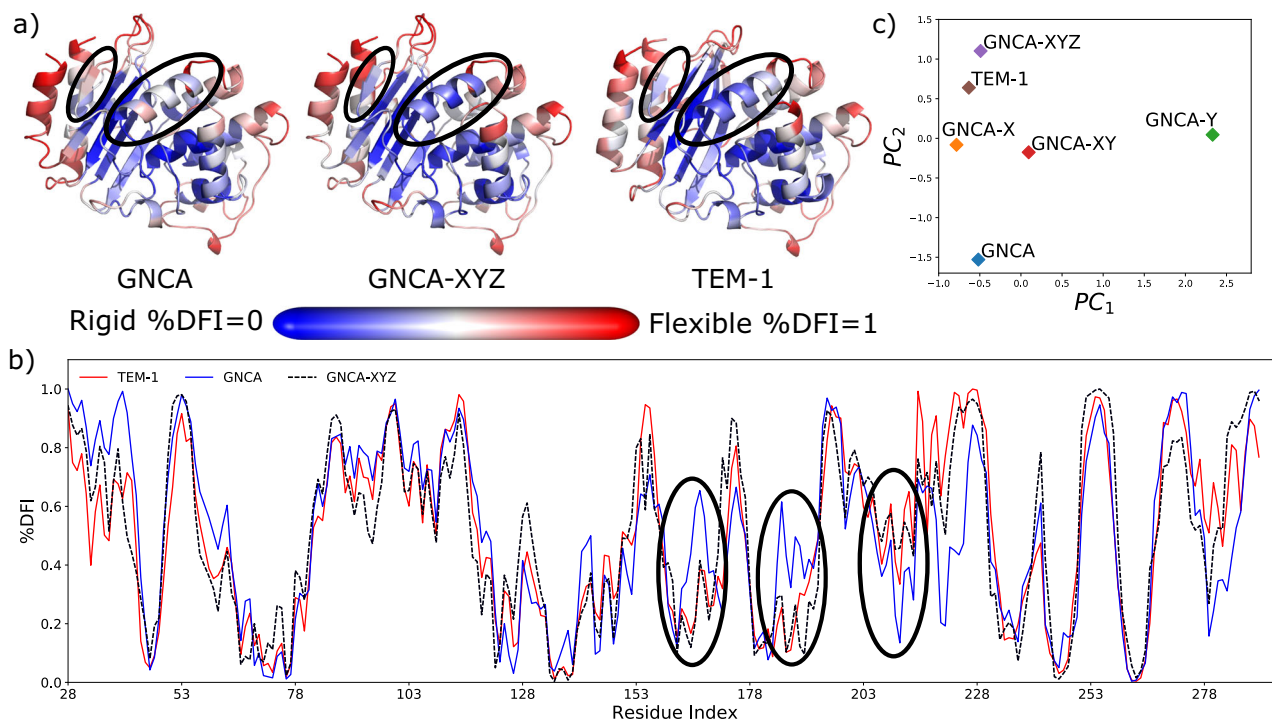 a)
GNCA
GNCA-XYZ
TEM-1
Rigid %DFI=0
Flexible %DFI=1
c)
PC2
1.5
1.0
0.5
0.0
−0.5
−1.0
−1.5
GNCA-XYZ
TEM-1
GNCA-X
GNCA-XY
GNCA-Y
GNCA
−1.0 −0.5 0.0 0.5 1.0 1.5 2.0 2.5
PC1
b)
TEM-1 GNCA GNCA-XYZ
%DFI
1.0
0.8
0.6
0.4
0.2
0.0
28 53 78 103 128 153 178 203 228 253 278
Residue Index